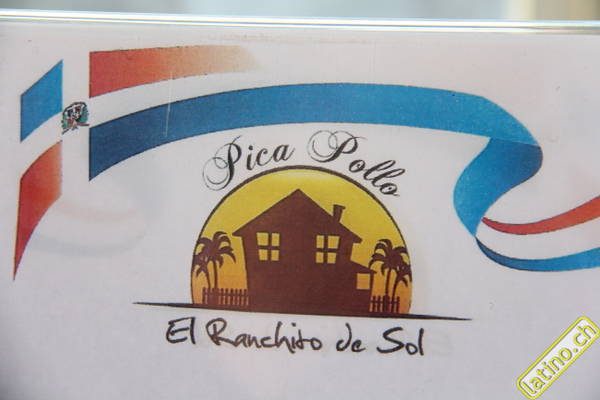 Pica Pollo
El Ranchito de Sol
latino.ch